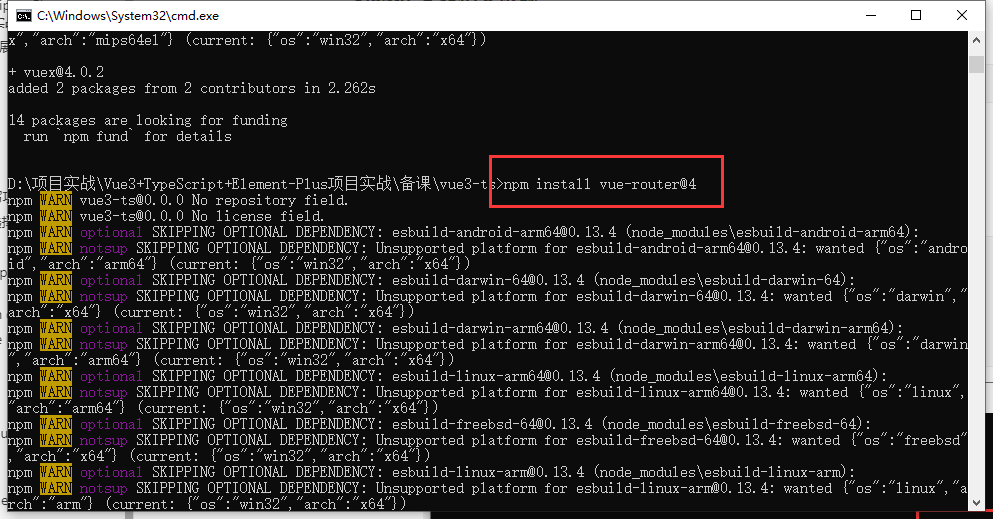 C:\Windows\System32\cmd.exe
x","arch":"mips64el"} (current: {"os":"win32","arch":"x64"})
+ vuex@4.0.2
added 2 packages from 2 contributors in 2.262s
14 packages are looking for funding
run `npm fund` for details
D:\项目实战\Vue3+TypeScript+Element-Plus项目实战\备课\vue3-ts>npm install vue-router@4
npm WARN vue3-ts@0.0.0 No repository field.
npm WARN vue3-ts@0.0.0 No license field.
npm WARN optional SKIPPING OPTIONAL DEPENDENCY: esbuild-android-arm64@0.13.4 (node_modules\esbuild-android-arm64):
npm WARN notsup SKIPPING OPTIONAL DEPENDENCY: Unsupported platform for esbuild-android-arm64@0.13.4: wanted {"os":"andro
id","arch":"arm64"} (current: {"os":"win32","arch":"x64"})
npm WARN optional SKIPPING OPTIONAL DEPENDENCY: esbuild-darwin-64@0.13.4 (node_modules\esbuild-darwin-64):
npm WARN notsup SKIPPING OPTIONAL DEPENDENCY: Unsupported platform for esbuild-darwin-64@0.13.4: wanted {"os":"darwin","
arch":"x64"} (current: {"os":"win32","arch":"x64"})
npm WARN optional SKIPPING OPTIONAL DEPENDENCY: esbuild-darwin-arm64@0.13.4 (node_modules\esbuild-darwin-arm64):
npm WARN notsup SKIPPING OPTIONAL DEPENDENCY: Unsupported platform for esbuild-darwin-arm64@0.13.4: wanted {"os":"darwin
","arch":"arm64"} (current: {"os":"win32","arch":"x64"})
npm WARN optional SKIPPING OPTIONAL DEPENDENCY: esbuild-linux-arm64@0.13.4 (node_modules\esbuild-linux-arm64):
npm WARN notsup SKIPPING OPTIONAL DEPENDENCY: Unsupported platform for esbuild-linux-arm64@0.13.4: wanted {"os":"linux",
"arch":"arm64"} (current: {"os":"win32","arch":"x64"})
npm WARN optional SKIPPING OPTIONAL DEPENDENCY: esbuild-freebsd-64@0.13.4 (node_modules\esbuild-freebsd-64):
npm WARN notsup SKIPPING OPTIONAL DEPENDENCY: Unsupported platform for esbuild-freebsd-64@0.13.4: wanted {"os":"freebsd"
,"arch":"x64"} (current: {"os":"win32","arch":"x64"})
npm WARN optional SKIPPING OPTIONAL DEPENDENCY: esbuild-linux-arm@0.13.4 (node_modules\esbuild-linux-arm):
npm WARN notsup SKIPPING OPTIONAL DEPENDENCY: Unsupported platform for esbuild-linux-arm@0.13.4: wanted {"os":"linux","a
rch":"arm"} (current: {"os":"win32","arch":"x64"})